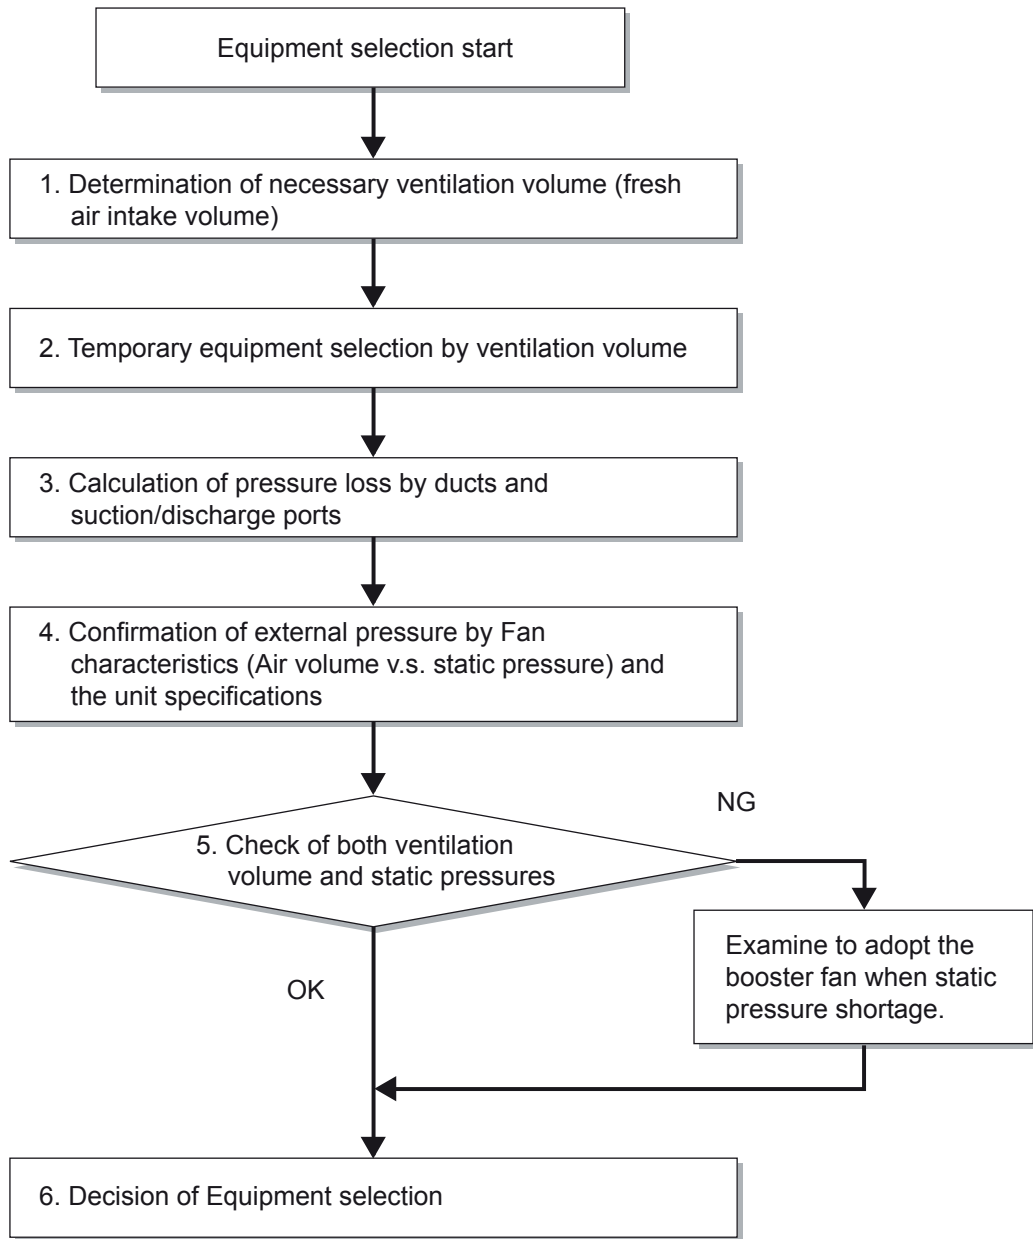 Equipment selection start
1. Determination of necessary ventilation volume (fresh
air intake volume)
2. Temporary equipment selection by ventilation volume
3. Calculation of pressure loss by ducts and
suction/discharge ports
4. Confirmation of external pressure by Fan
characteristics (Air volume v.s. static pressure) and
the unit specifications
NG
5. Check of both ventilation
volume and static pressures
Examine to adopt the
booster fan when static
pressure shortage.
OK
6. Decision of Equipment selection